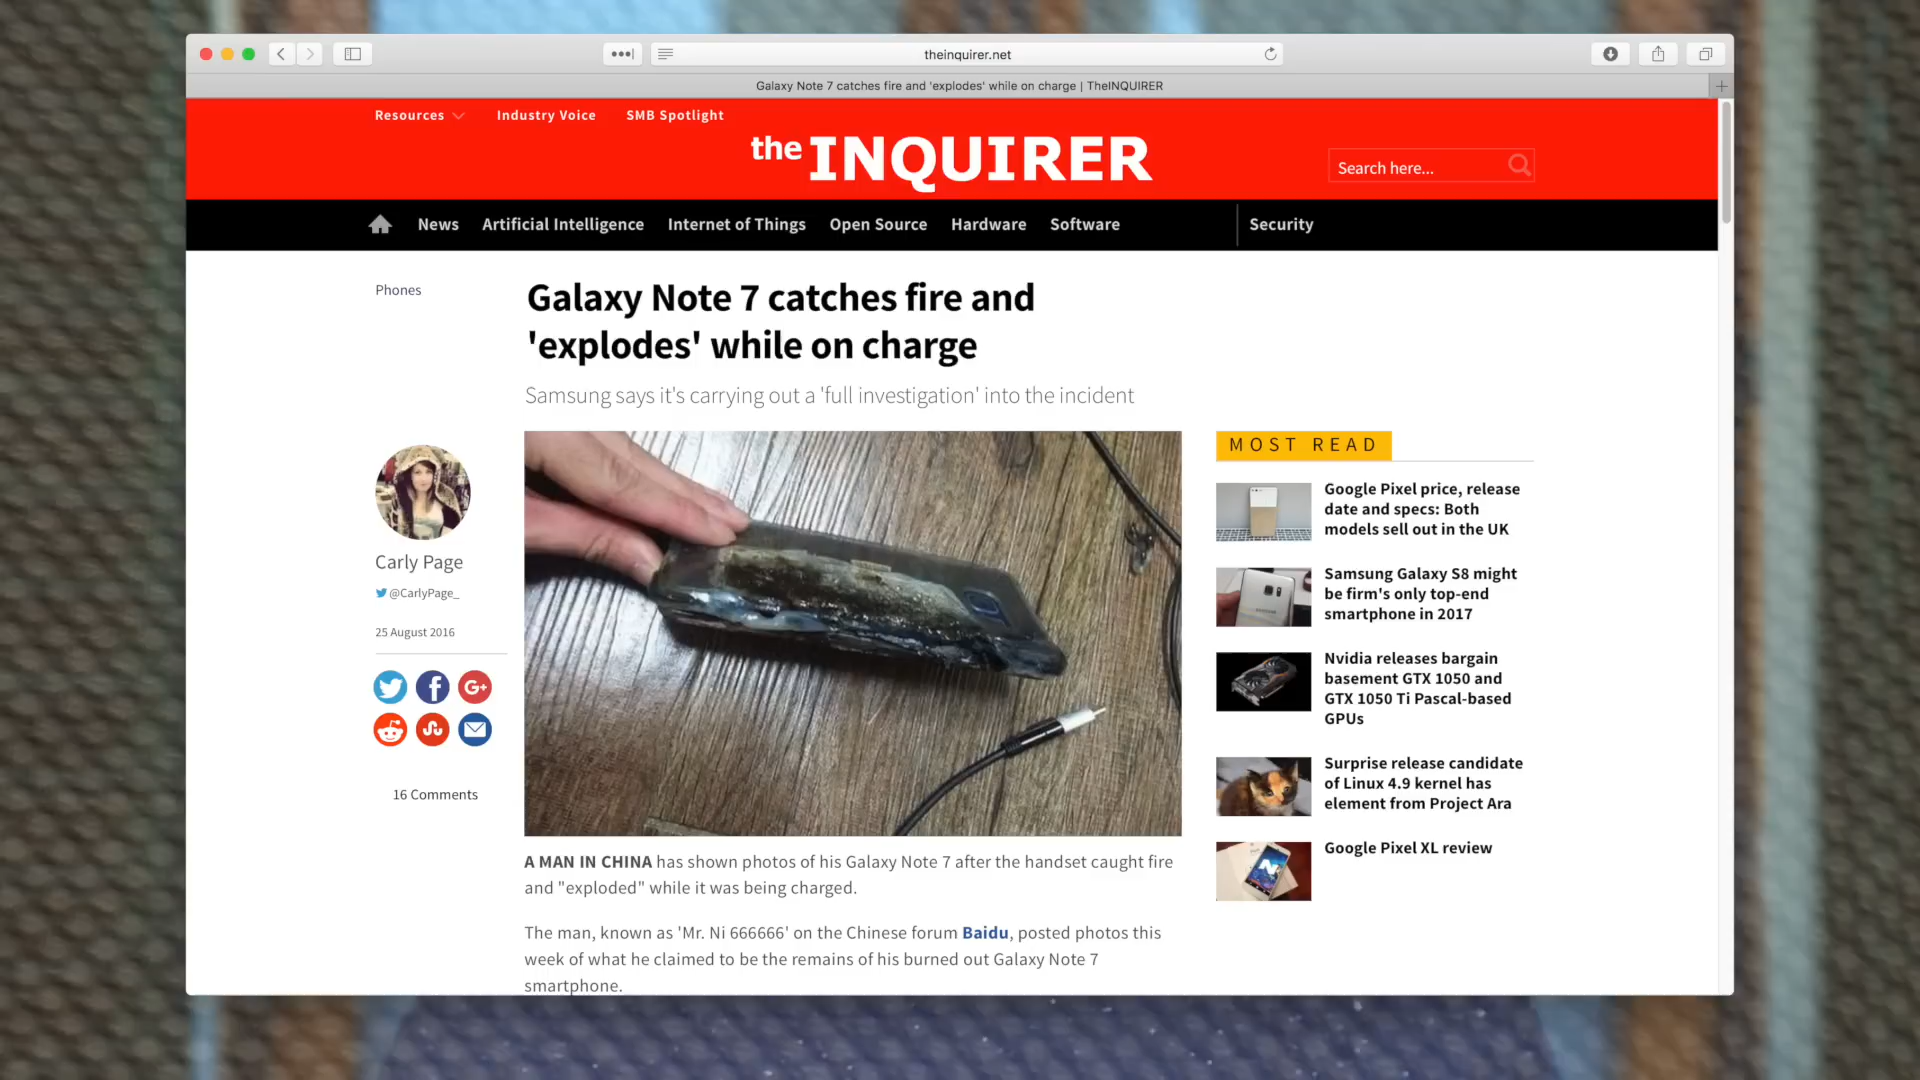 theinquirer.net
Galaxy Note 7 catches fire and 'explodes' while on charge | TheINQUIRER
Resources
Industry Voice
SMB Spotlight
the INQUIRER
Search here...
News
Artificial Intelligence
Internet of Things
Open Source
Hardware
Software
Security
Phones
Galaxy Note 7 catches fire and
'explodes' while on charge
Samsung says it's carrying out a 'full investigation' into the incident
Carly Page
@CarlyPage_
25 August 2016
16 Comments
A MAN IN CHINA has shown photos of his Galaxy Note 7 after the handset caught fire
and "exploded" while it was being charged.
The man, known as 'Mr. Ni 666666' on the Chinese forum Baidu, posted photos this
week of what he claimed to be the remains of his burned out Galaxy Note 7
smartphone.
MOST READ
Google Pixel price, release
date and specs: Both
models sell out in the UK
Samsung Galaxy S8 might
be firm's only top-end
smartphone in 2017
Nvidia releases bargain
basement GTX 1050 and
GTX 1050 Ti Pascal-based
GPUs
Surprise release candidate
of Linux 4.9 kernel has
element from Project Ara
Google Pixel XL review